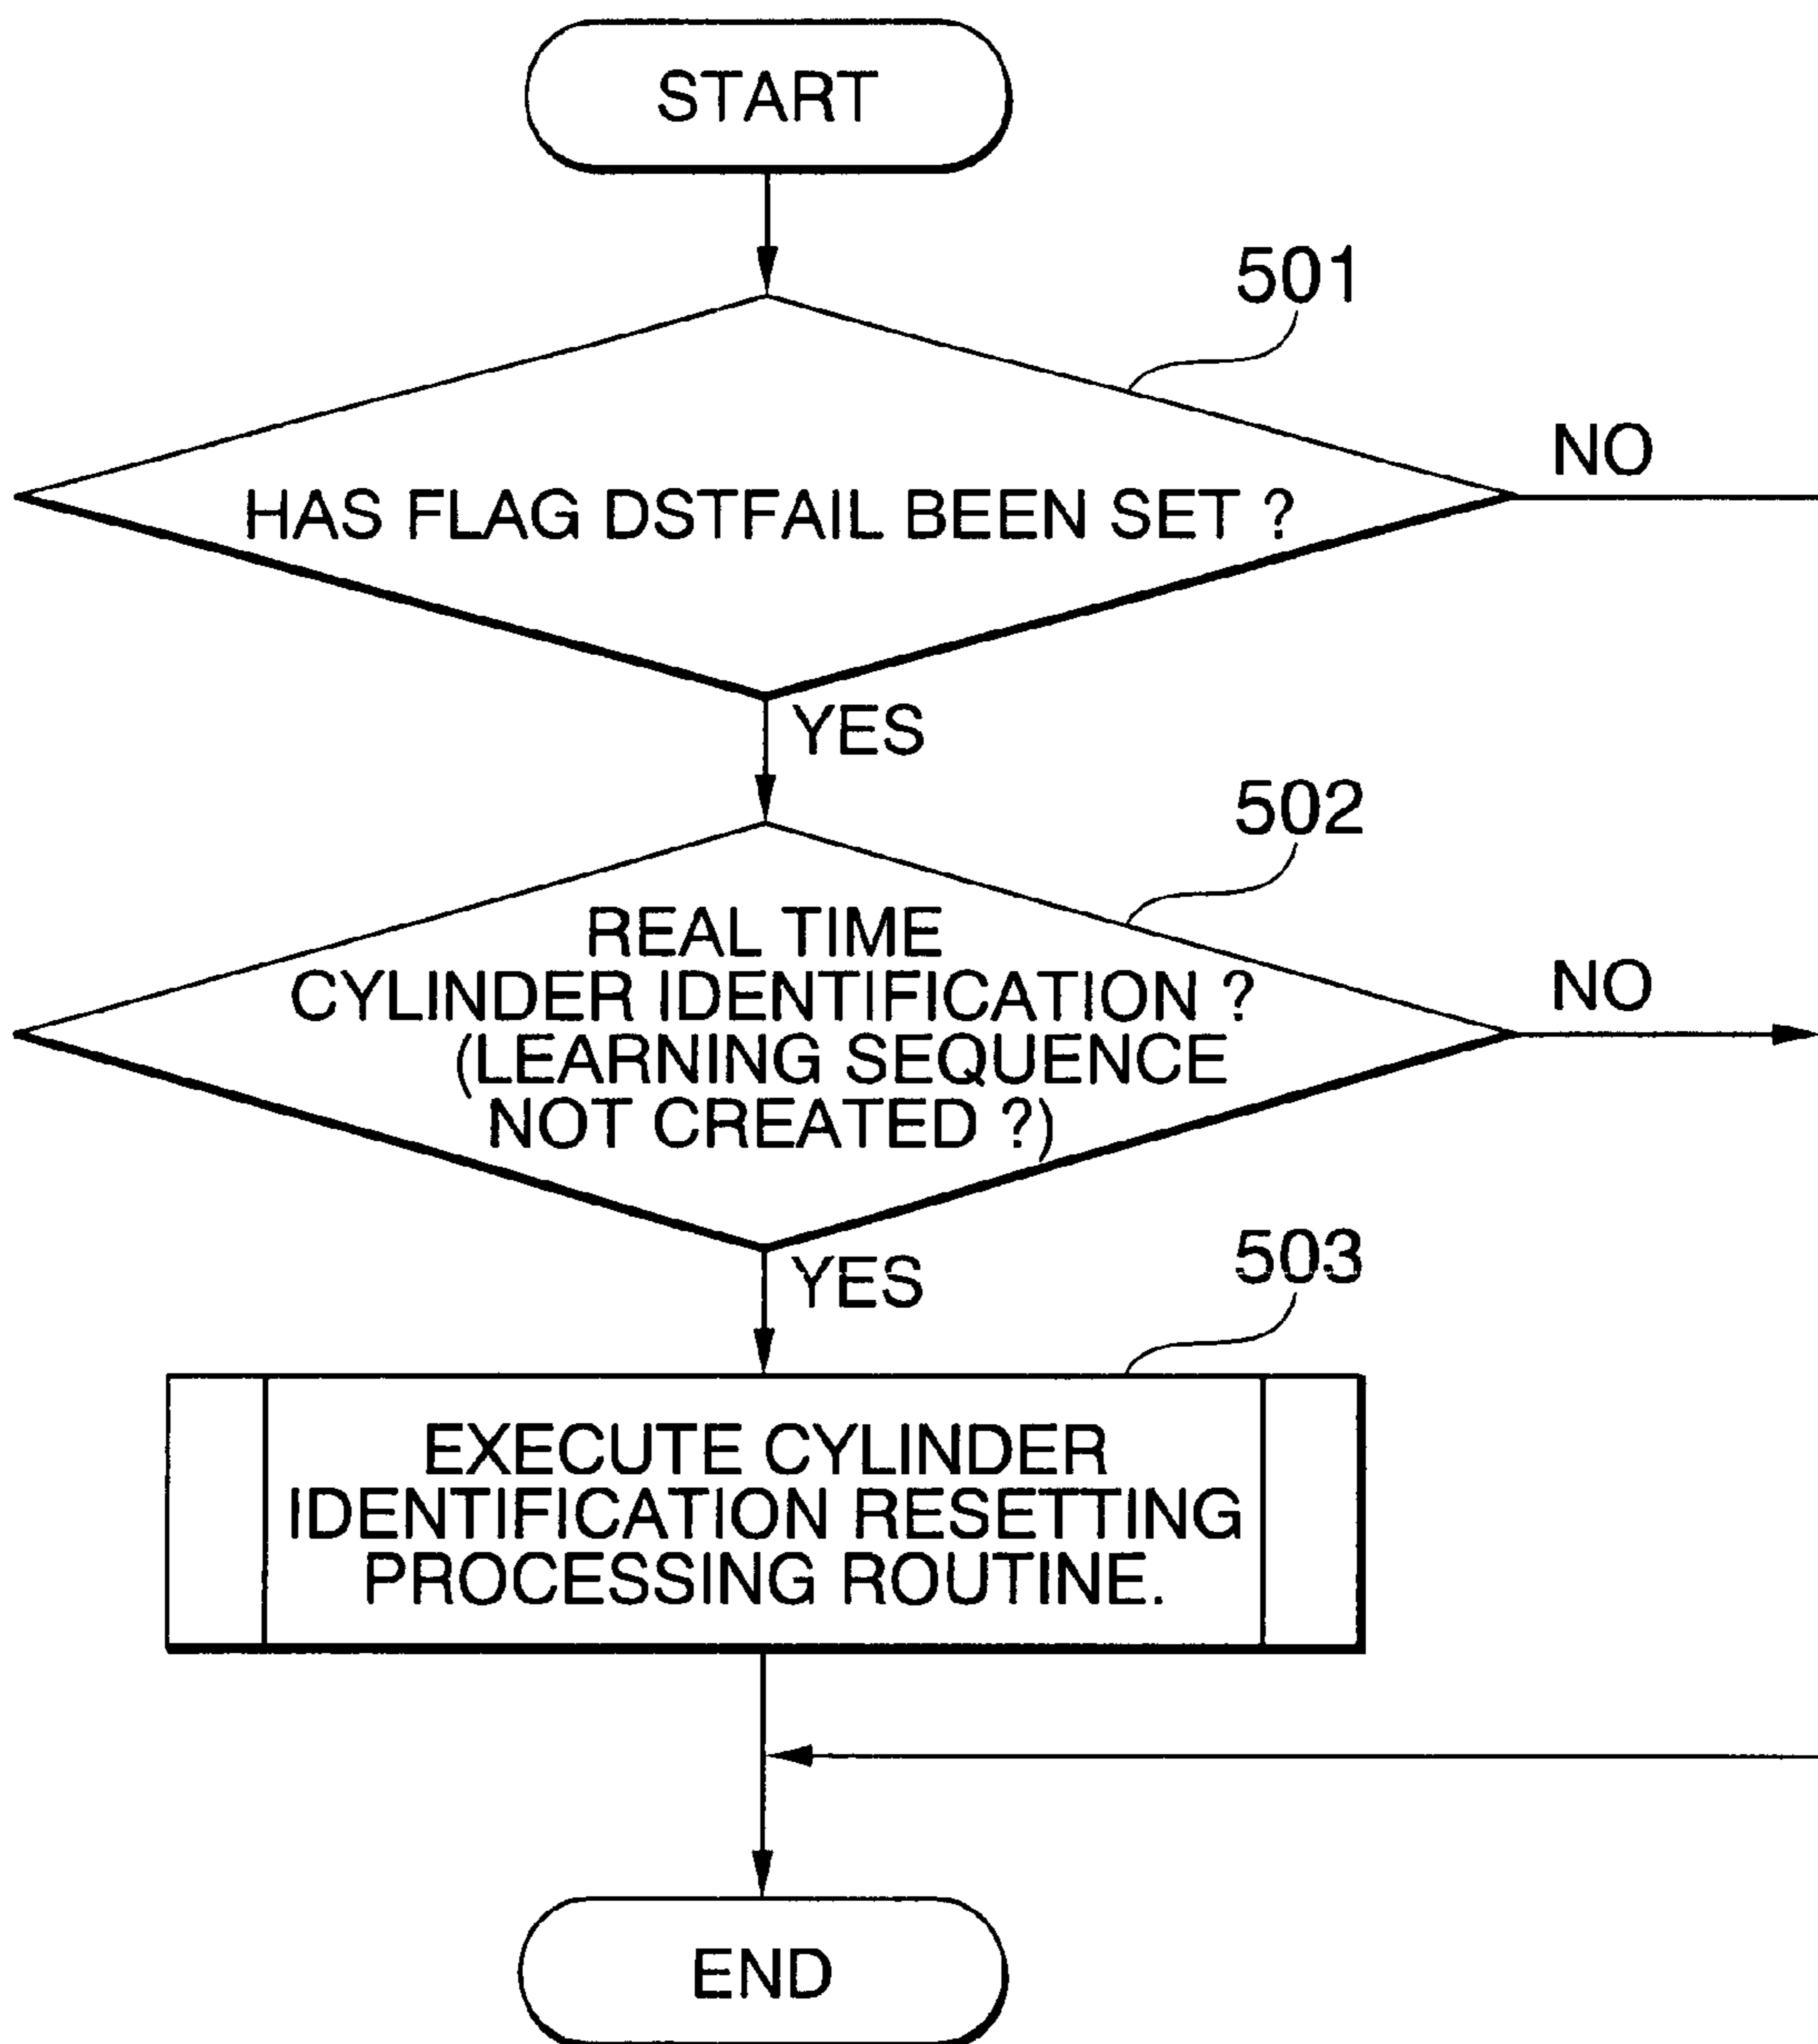 START
501
NO
HAS FLAG DSTFAIL BEEN SET ?
YES
502
REAL TIME
CYLINDER IDENTIFICATION ?
(LEARNING SEQUENCE
NOT CREATED ?)
NO
YES
503
EXECUTE CYLINDER
IDENTIFICATION RESETTING
PROCESSING ROUTINE.
END